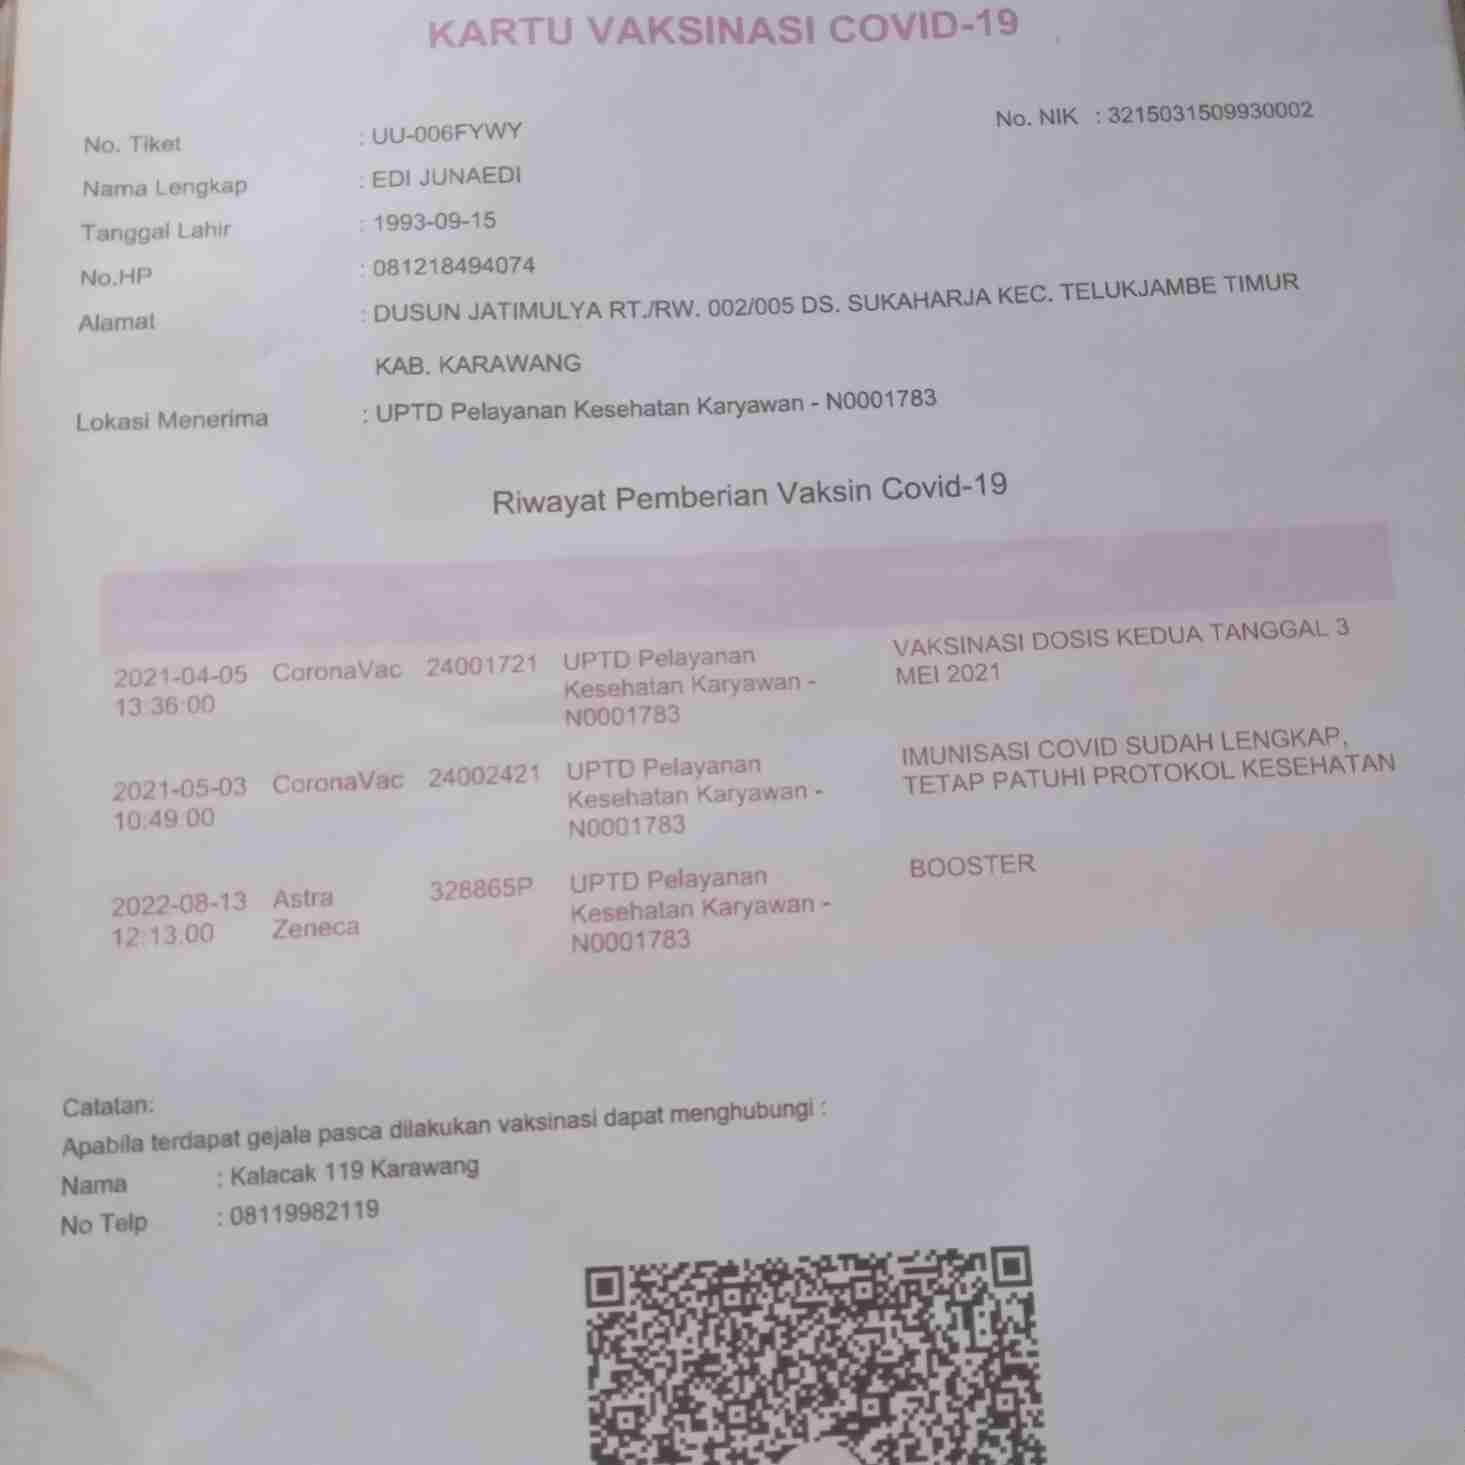 KARTU VAKSINASI COVID-19
No. Tiket : UU-006FYWY No. NIK : 3215031509930002
Nama Lengkap : EDI JUNAEDI
Tanggal Lahir : 1993-09-15
No.HP : 081218494074
Alamat : DUSUN JATIMULYA RT./RW. 002/005 DS. SUKAHARJA KEC. TELUKJAMBE TIMUR
KAB. KARAWANG
Lokasi Menerima : UPTD Pelayanan Kesehatan Karyawan - N0001783
Riwayat Pemberian Vaksin Covid-19
2021-04-05 CoronaVac 24001721 UPTD Pelayanan VAKSINASI DOSIS KEDUA TANGGAL 3
13:36:00 Kesehatan Karyawan - MEI 2021
N0001783
2021-05-03 CoronaVac 24002421 UPTD Pelayanan IMUNISASI COVID SUDAH LENGKAP,
10:49:00 Kesehatan Karyawan - TETAP PATUHI PROTOKOL KESEHATAN
N0001783
2022-08-13 Astra 328865P UPTD Pelayanan BOOSTER
12:13:00 Zeneca Kesehatan Karyawan -
N0001783
Catatan:
Apabila terdapat gejala pasca dilakukan vaksinasi dapat menghubungi :
Nama : Kalacak 119 Karawang
No Telp : 08119982119